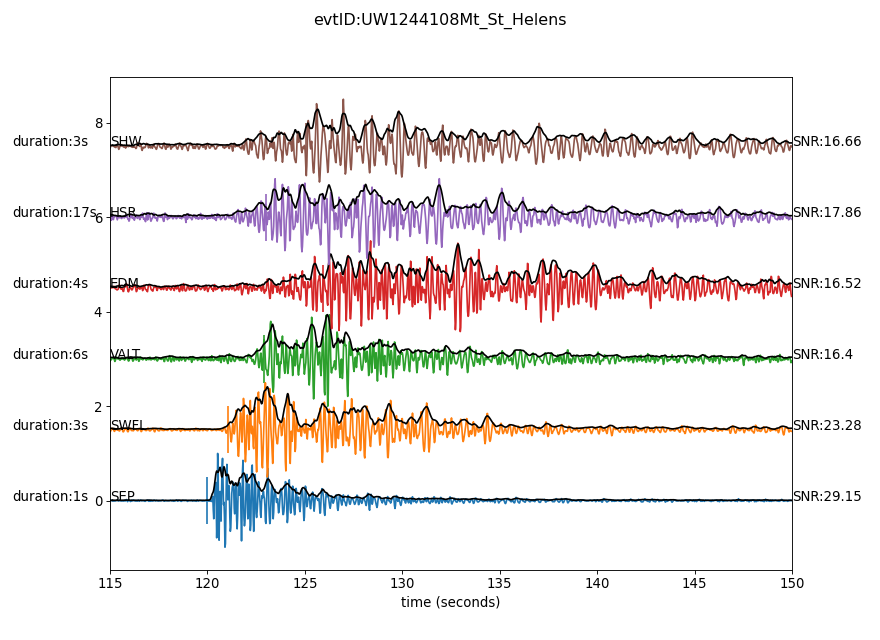 evtID:UW1244108Mt_St_Helens
8
duration:3s SHW SNR:16.66
duration:17s HSR SNR:17.86
6
duration:4s EDM SNR:16.52
4
duration:6s VALT SNR:16.4
2
duration:3s SWFL SNR:23.28
duration:1s SEP SNR:29.15
0
115 120 125 130 135 140 145 150
time (seconds)